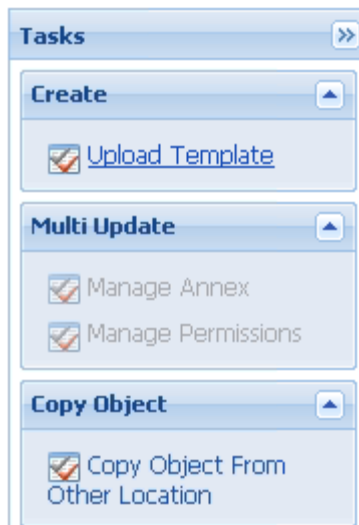 Tasks
Create
Upload Template
Multi Update
Manage Annex
Manage Permissions
Copy Object
Copy Object From
Other Location